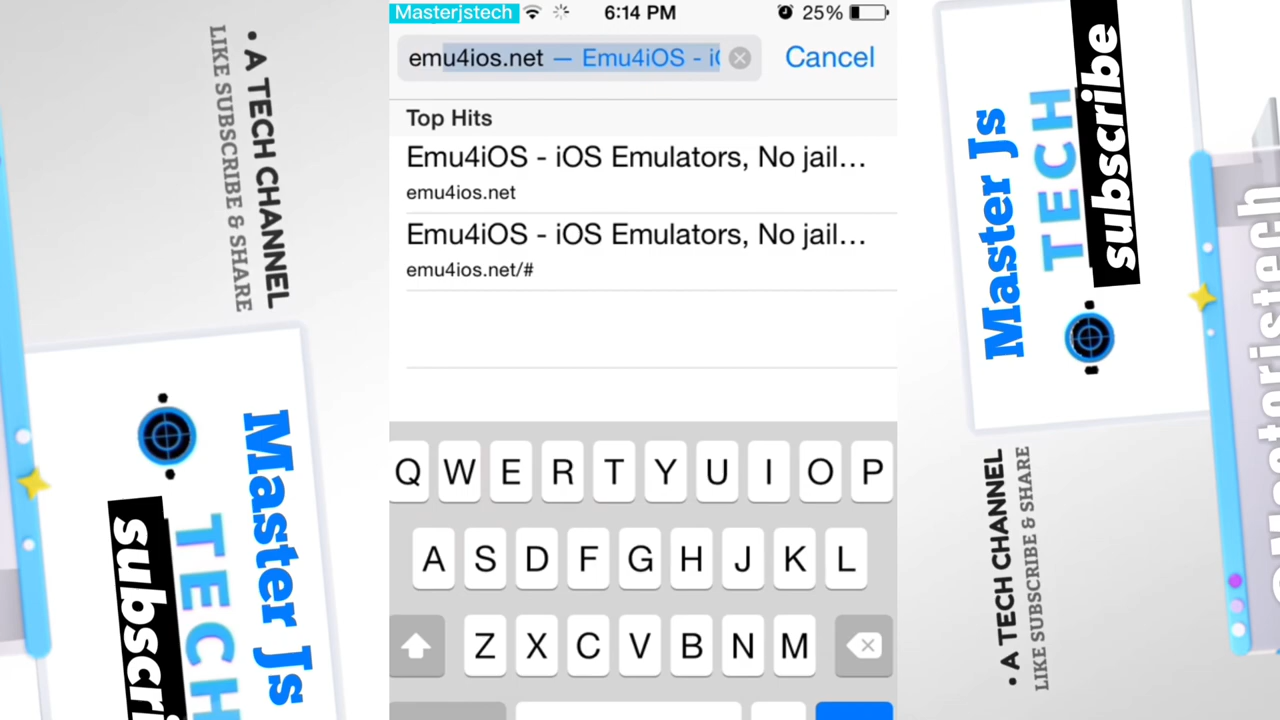 • A TECH CHANNEL
LIKE SUBSCRIBE & SHARE
Master Js
TECH
subscri
Masterjstech
6:14 PM
25%
emu4ios.net — Emu4iOS - i
Cancel
Top Hits
Emu4iOS - iOS Emulators, No jail...
emu4ios.net
Emu4iOS - iOS Emulators, No jail...
emu4ios.net/#
Q W E R T Y U I O P
A S D F G H J K L
Z X C V B N M
Master Js
TECH
subscribe
• A TECH CHANNEL
LIKE SUBSCRIBE & SHARE